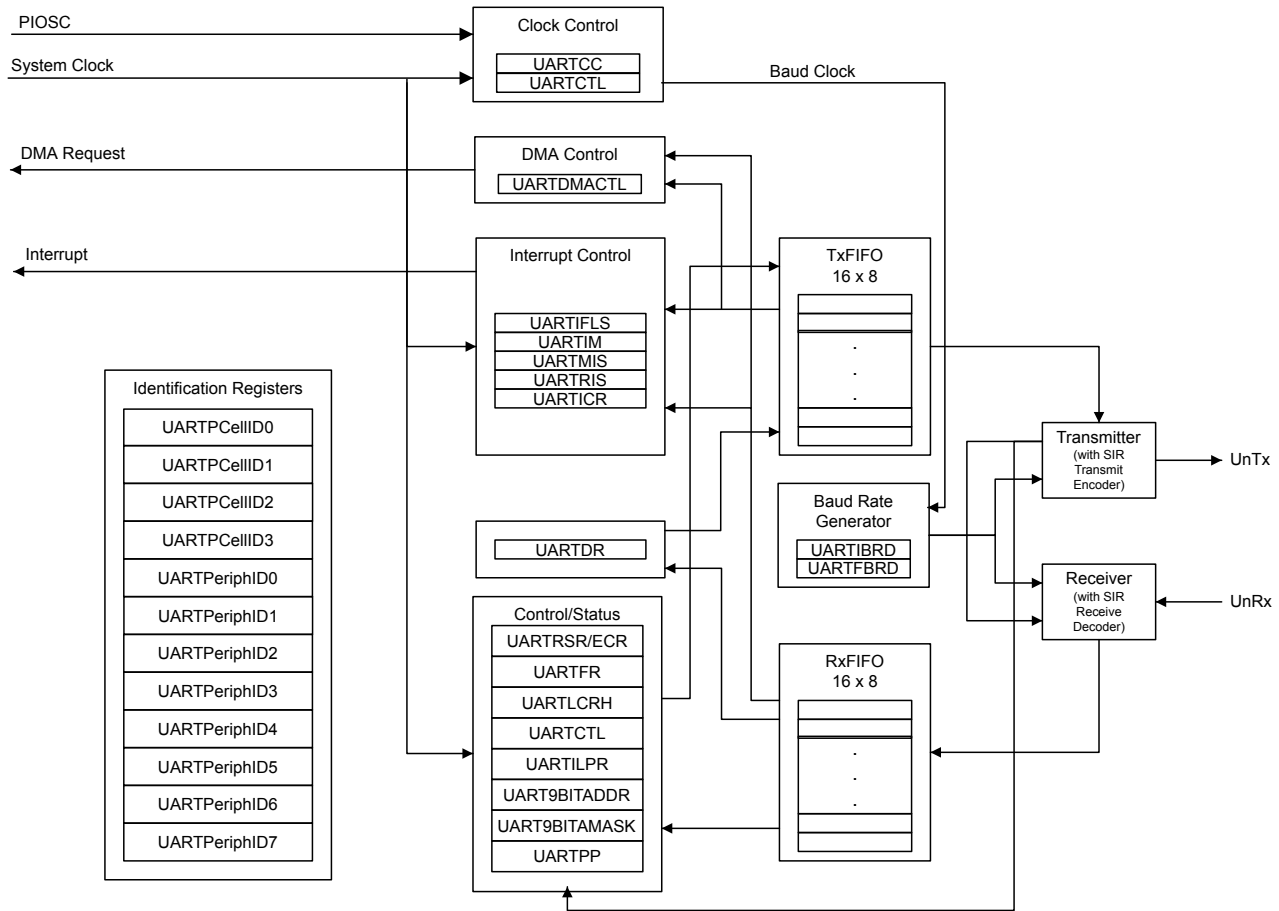 PIOSC
System Clock
DMA Request
Interrupt
Clock Control
UARTCC
UARTCTL
Baud Clock
DMA Control
UARTDMACTL
Interrupt Control
UARTIFLS
UARTIM
UARTMIS
UARTRIS
UARTICR
TxFIFO
16 x 8
.
.
.
Identification Registers
UARTPCellID0
UARTPCellID1
UARTPCellID2
UARTPCellID3
UARTPeriphID0
UARTPeriphID1
UARTPeriphID2
UARTPeriphID3
UARTPeriphID4
UARTPeriphID5
UARTPeriphID6
UARTPeriphID7
UARTDR
Baud Rate
Generator
UARTIBRD
UARTFBRD
Transmitter
(with SIR
Transmit
Encoder)
UnTx
Receiver
(with SIR
Receive
Decoder)
UnRx
Control/Status
UARTRSR/ECR
UARTFR
UARTLCRH
UARTCTL
UARTILPR
UART9BITADDR
UART9BITAMASK
UARTPP
RxFIFO
16 x 8
.
.
.